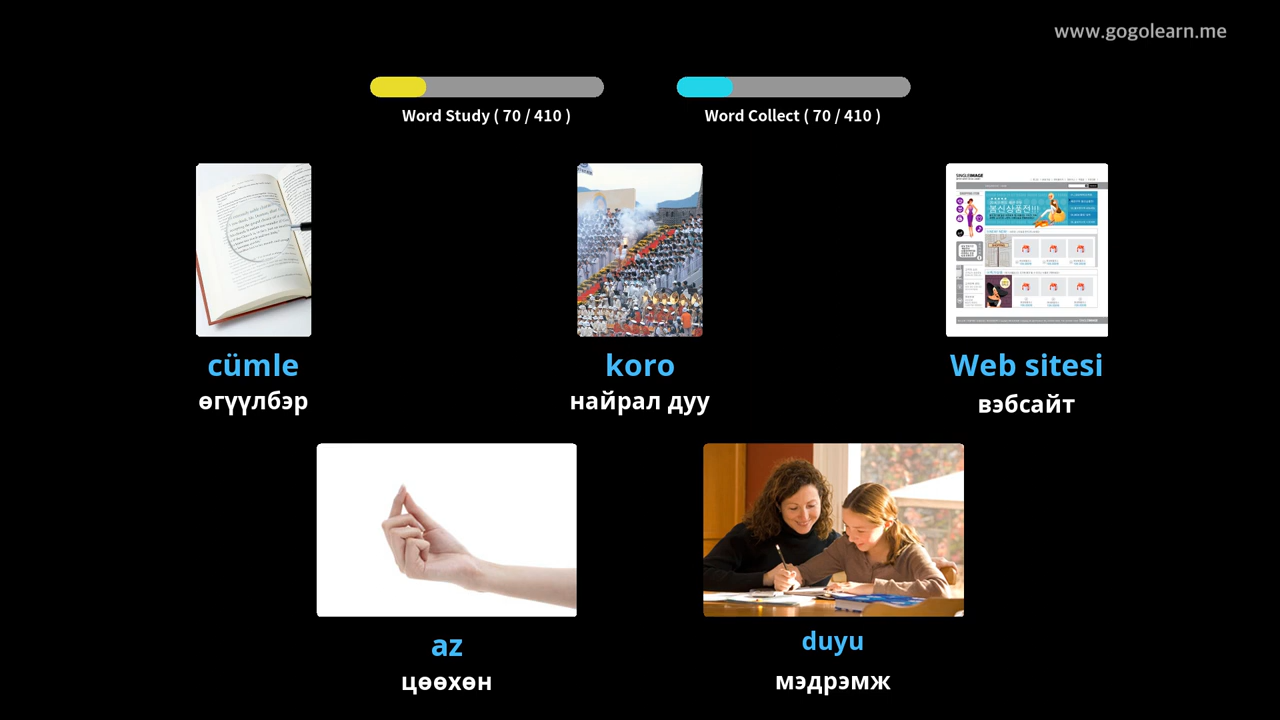 www.gogolearn.me
Word Study ( 70 / 410 )
Word Collect ( 70 / 410 )
cümle
өгүүлбэр
koro
найрал дуу
Web sitesi
вэбсайт
az
цөөхөн
duyu
мэдрэмж